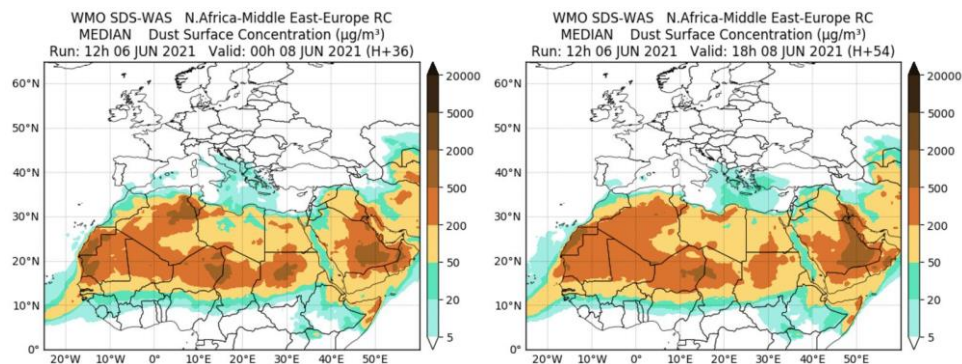 WMO SDS-WAS N.Africa-Middle East-Europe RC
MEDIAN Dust Surface Concentration (µg/m³)
Run: 12h 06 JUN 2021 Valid: 00h 08 JUN 2021 (H+36)
60°N
50°N
40°N
30°N
20°N
10°N
0°
20°W
10°W
0°
10°E
20°E
30°E
40°E
50°E
20000
5000
2000
500
200
50
20
5
WMO SDS-WAS N.Africa-Middle East-Europe RC
MEDIAN Dust Surface Concentration (µg/m³)
Run: 12h 06 JUN 2021 Valid: 18h 08 JUN 2021 (H+54)
60°N
50°N
40°N
30°N
20°N
10°N
0°
20°W
10°W
0°
10°E
20°E
30°E
40°E
50°E
20000
5000
2000
500
200
50
20
5